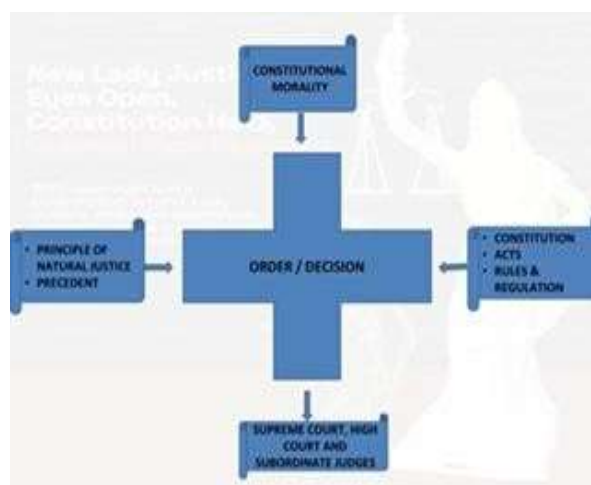 CONSTITUTIONAL
MORALITY
New Lady Justi
Eyes Open.
Constitution
• PRINCIPLE OF
NATURAL JUSTICE
• PRECEDENT
ORDER / DECISION
• CONSTITUTION
• ACTS
• RULES &
REGULATION
SUPREME COURT, HIGH
COURT AND
SUBORDINATE JUDGES